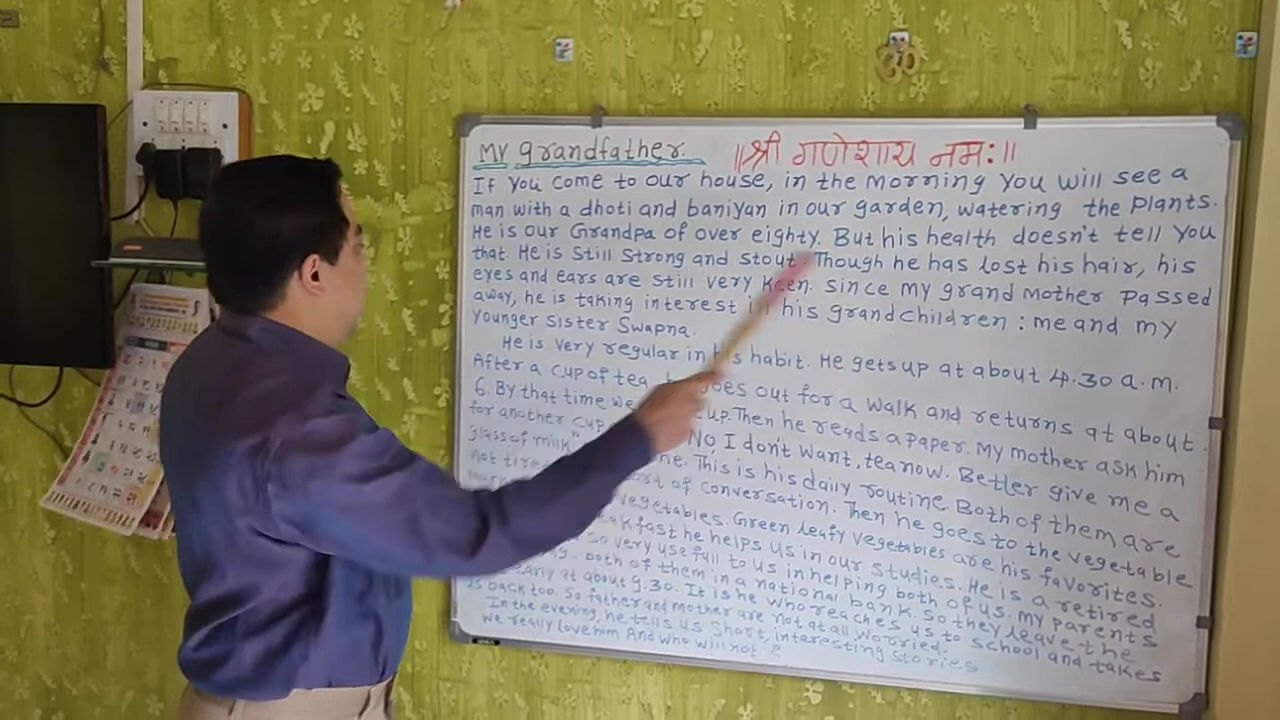 My grandfather.
॥श्री गणेशाय नमः॥
If you come to our house, in the morning you will see a
man with a dhoti and baniyan in our garden, watering the plants.
He is our Grandpa of over eighty. But his health doesn't tell you
that. He is still strong and stout. Though he has lost his hair, his
eyes and ears are still very keen. since my grand mother passed
away, he is taking interest in his grandchildren : me and my
younger sister Swapna.
He is very regular in his habit. He gets up at about 4.30 a.m.
After a cup of tea, goes out for a walk and returns at about
6. By that time we up. Then he reads a paper. My mother ask him
for another cup No I don't want, tea now. Better give me a
glass of milk" This is his daily routine. Both of them are
not tired of conversation. Then he goes to the vegetable
vegetables. Green leafy vegetables are his favorites.
he helps us in our studies. He is a retired
So very use full to us in helping both of us. My parents
both of them in a national bank. So they leave the
early at about 9.30. It is he who reaches us to school and takes
us back too. So father and mother are not at all worried.
In the evening, he tells us short, interesting stories
we really love him And who will not ?
ॐ